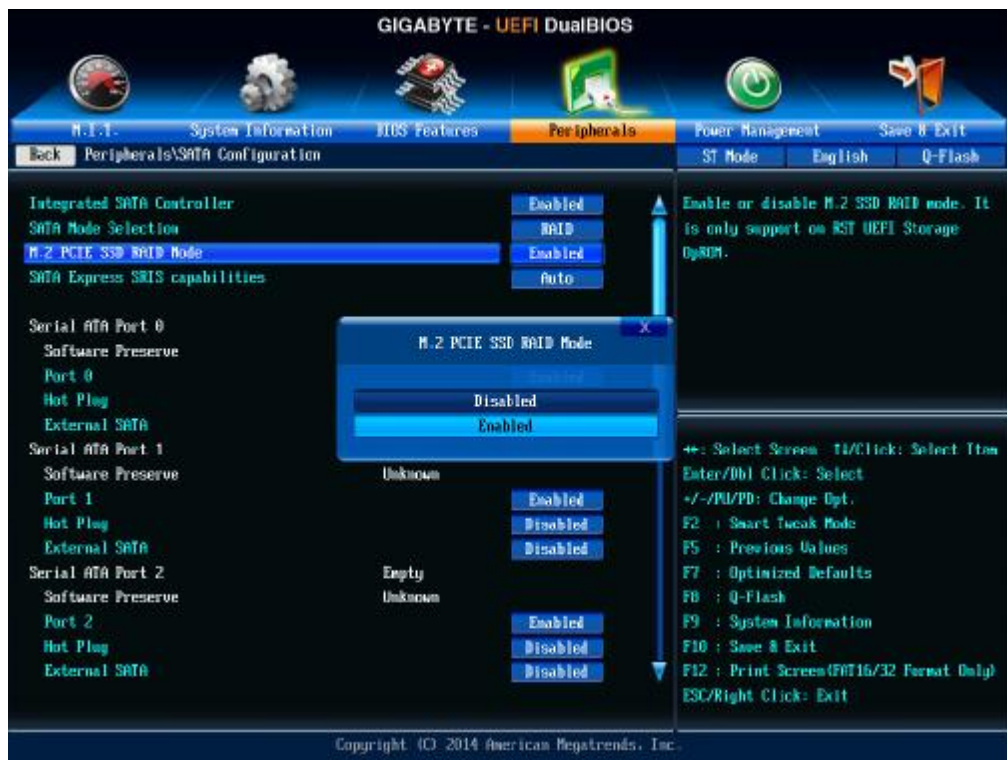 GIGABYTE - UEFI DualBIOS
M.I.T. System Information BIOS Features Peripherals Power Management Save & Exit
Back Peripherals\SATA Configuration
ST Mode English Q-Flash
Integrated SATA Controller Enabled
SATA Mode Selection RAID
M.2 PCIE SSD RAID Mode Enabled
SATA Express SRIS capabilities Auto
Serial ATA Port 0
Software Preserve
Port 0 Enabled
Hot Plug
External SATA
Serial ATA Port 1
Software Preserve Unknown
Port 1 Enabled
Hot Plug Disabled
External SATA Disabled
Serial ATA Port 2 Empty
Software Preserve Unknown
Port 2 Enabled
Hot Plug Disabled
External SATA Disabled
X
M.2 PCIE SSD RAID Mode
Disabled
Enabled
Enable or disable M.2 SSD RAID mode. It
is only support on RST UEFI Storage
OpROM.
→←: Select Screen ↑↓/Click: Select Item
Enter/Dbl Click: Select
+/-/PU/PD: Change Opt.
F2 : Smart Tweak Mode
F5 : Previous Values
F7 : Optimized Defaults
F8 : Q-Flash
F9 : System Information
F10 : Save & Exit
F12 : Print Screen(FAT16/32 Format Only)
ESC/Right Click: Exit
Copyright (C) 2014 American Megatrends, Inc.